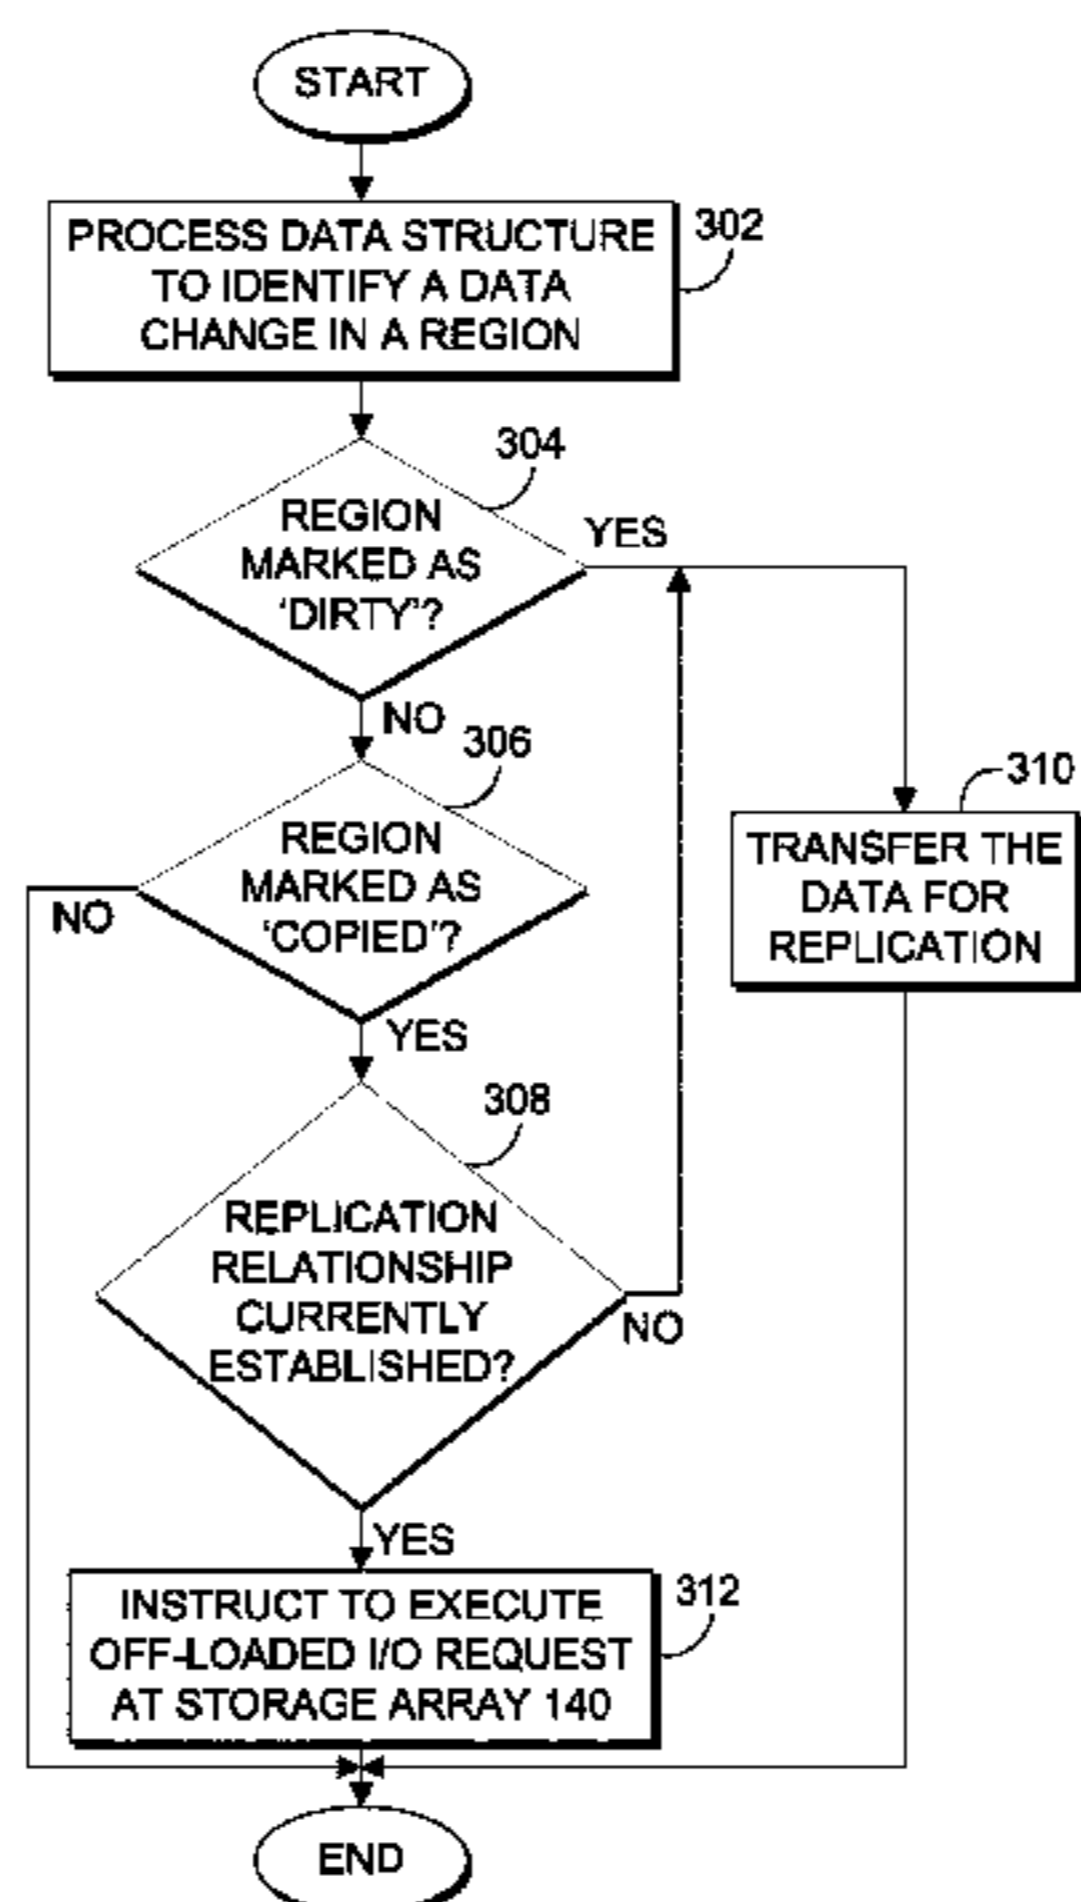 START
PROCESS DATA STRUCTURE
TO IDENTIFY A DATA
CHANGE IN A REGION
302
304
REGION
MARKED AS
'DIRTY'?
YES
NO
306
REGION
MARKED AS
'COPIED'?
NO
YES
310
TRANSFER THE
DATA FOR
REPLICATION
308
REPLICATION
RELATIONSHIP
CURRENTLY
ESTABLISHED?
NO
YES
312
INSTRUCT TO EXECUTE
OFF-LOADED I/O REQUEST
AT STORAGE ARRAY 140
END